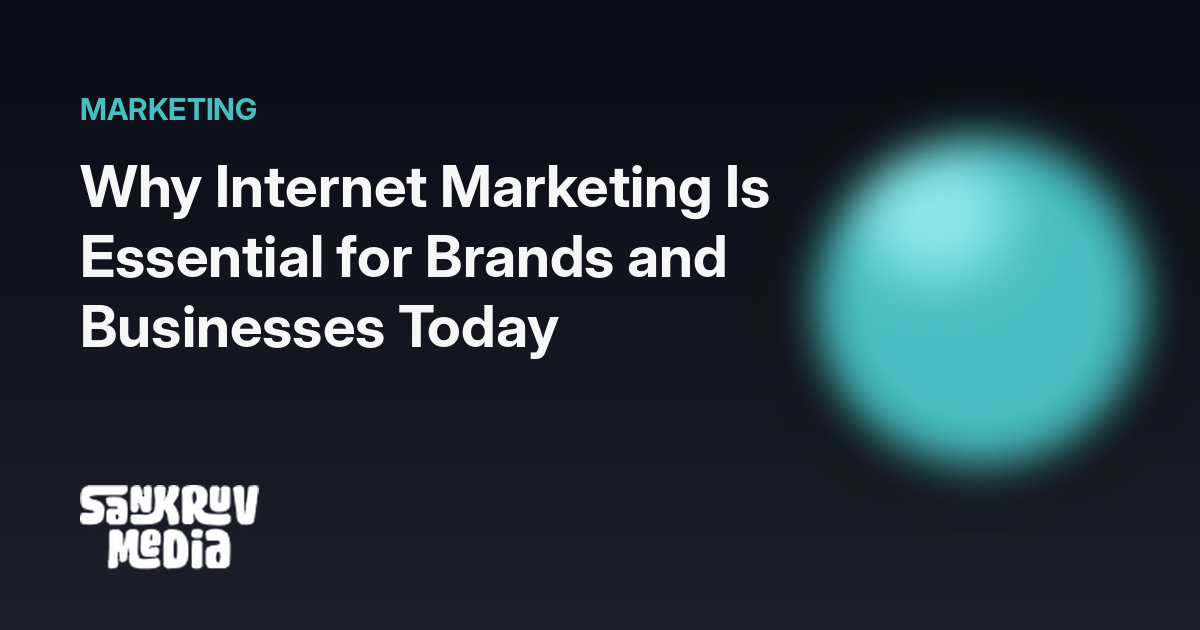 MARKETING
Why Internet Marketing Is
Essential for Brands and
Businesses Today
SANKRUV
MEDIA